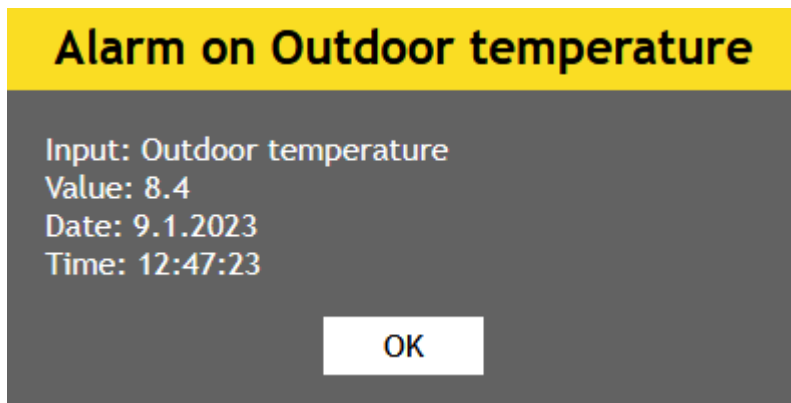 Alarm on Outdoor temperature
Input: Outdoor temperature
Value: 8.4
Date: 9.1.2023
Time: 12:47:23
OK